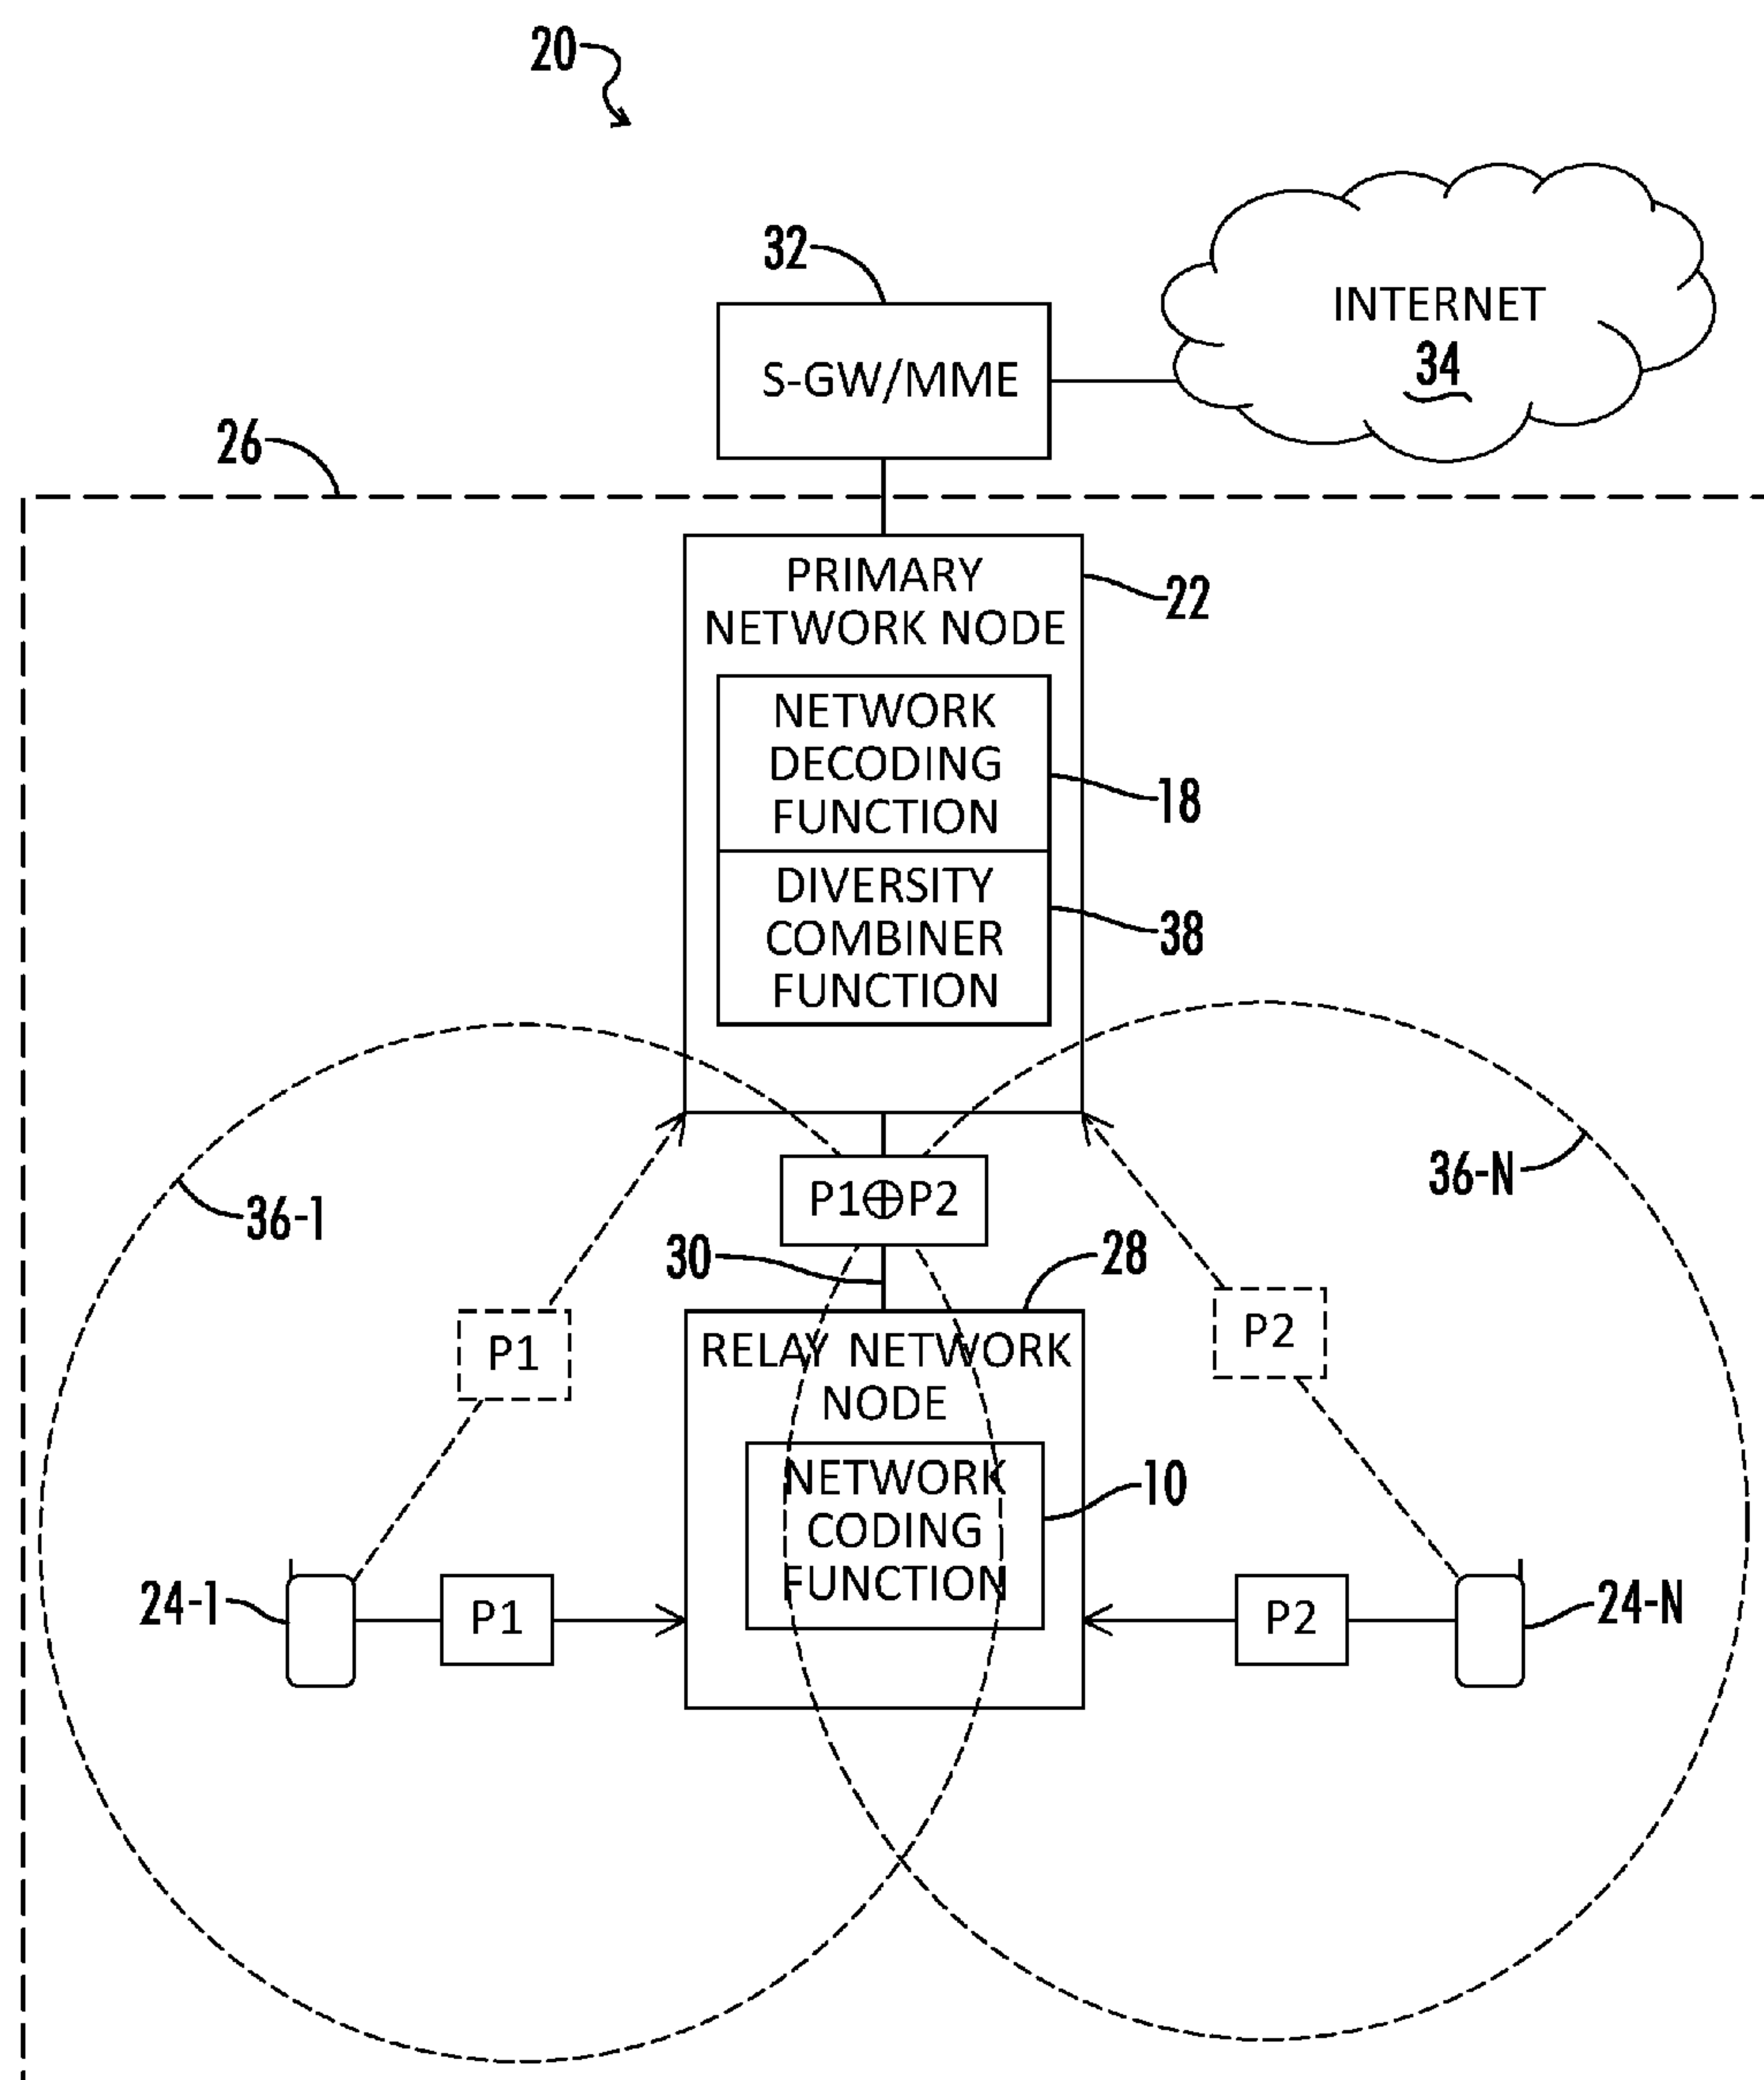 20
32
INTERNET
34
S-GW/MME
26
PRIMARY
NETWORK NODE
22
NETWORK
DECODING
FUNCTION
18
DIVERSITY
COMBINER
FUNCTION
38
36-1
P1⊕P2
36-N
30
28
P1
P2
RELAY NETWORK
NODE
NETWORK
CODING
FUNCTION
10
24-1
P1
P2
24-N